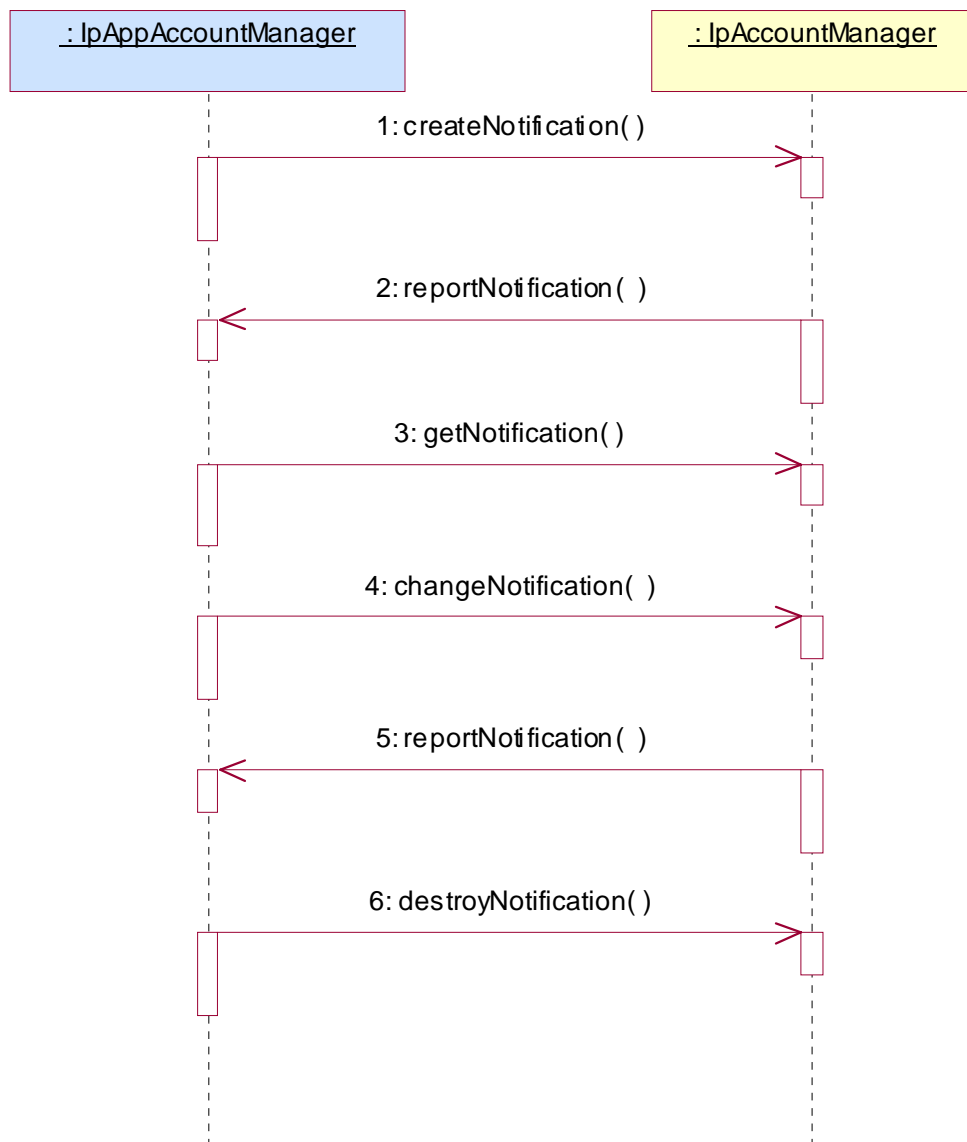 : IpAppAccountManager
: IpAccountManager
1: createNotification( )
2: reportNotification( )
3: getNotification( )
4: changeNotification( )
5: reportNotification( )
6: destroyNotification( )